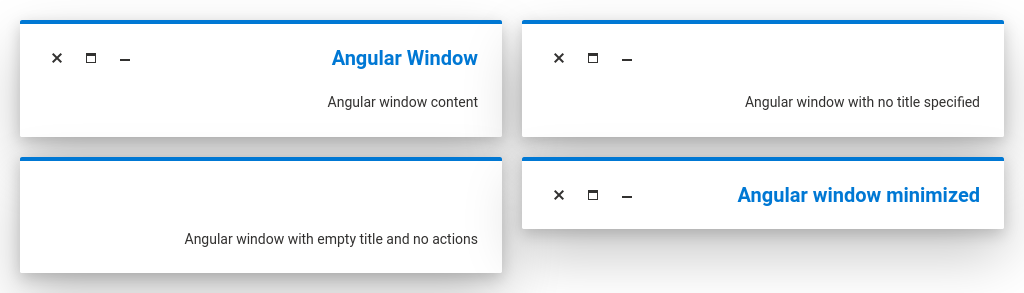 Angular Window
Angular window content
Angular window with no title specified
Angular window with empty title and no actions
Angular window minimized